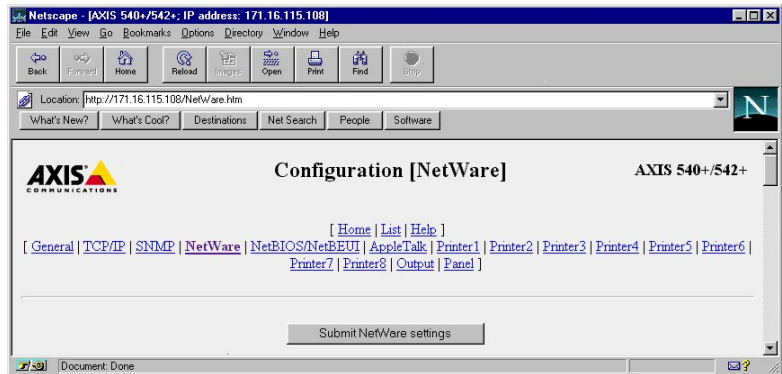 Netscape - [AXIS 540+/542+; IP address: 171.16.115.108]
File Edit View Go Bookmarks Options Directory Window Help
Back Forward Home Reload Images Open Print Find Stop
Location: http://171.16.115.108/NetWare.htm
N
What's New? What's Cool? Destinations Net Search People Software
AXIS COMMUNICATIONS
Configuration [NetWare]
AXIS 540+/542+
[ Home | List | Help ]
[ General | TCP/IP | SNMP | NetWare | NetBIOS/NetBEUI | AppleTalk | Printer1 | Printer2 | Printer3 | Printer4 | Printer5 | Printer6 |
Printer7 | Printer8 | Output | Panel ]
Submit NetWare settings
Document: Done